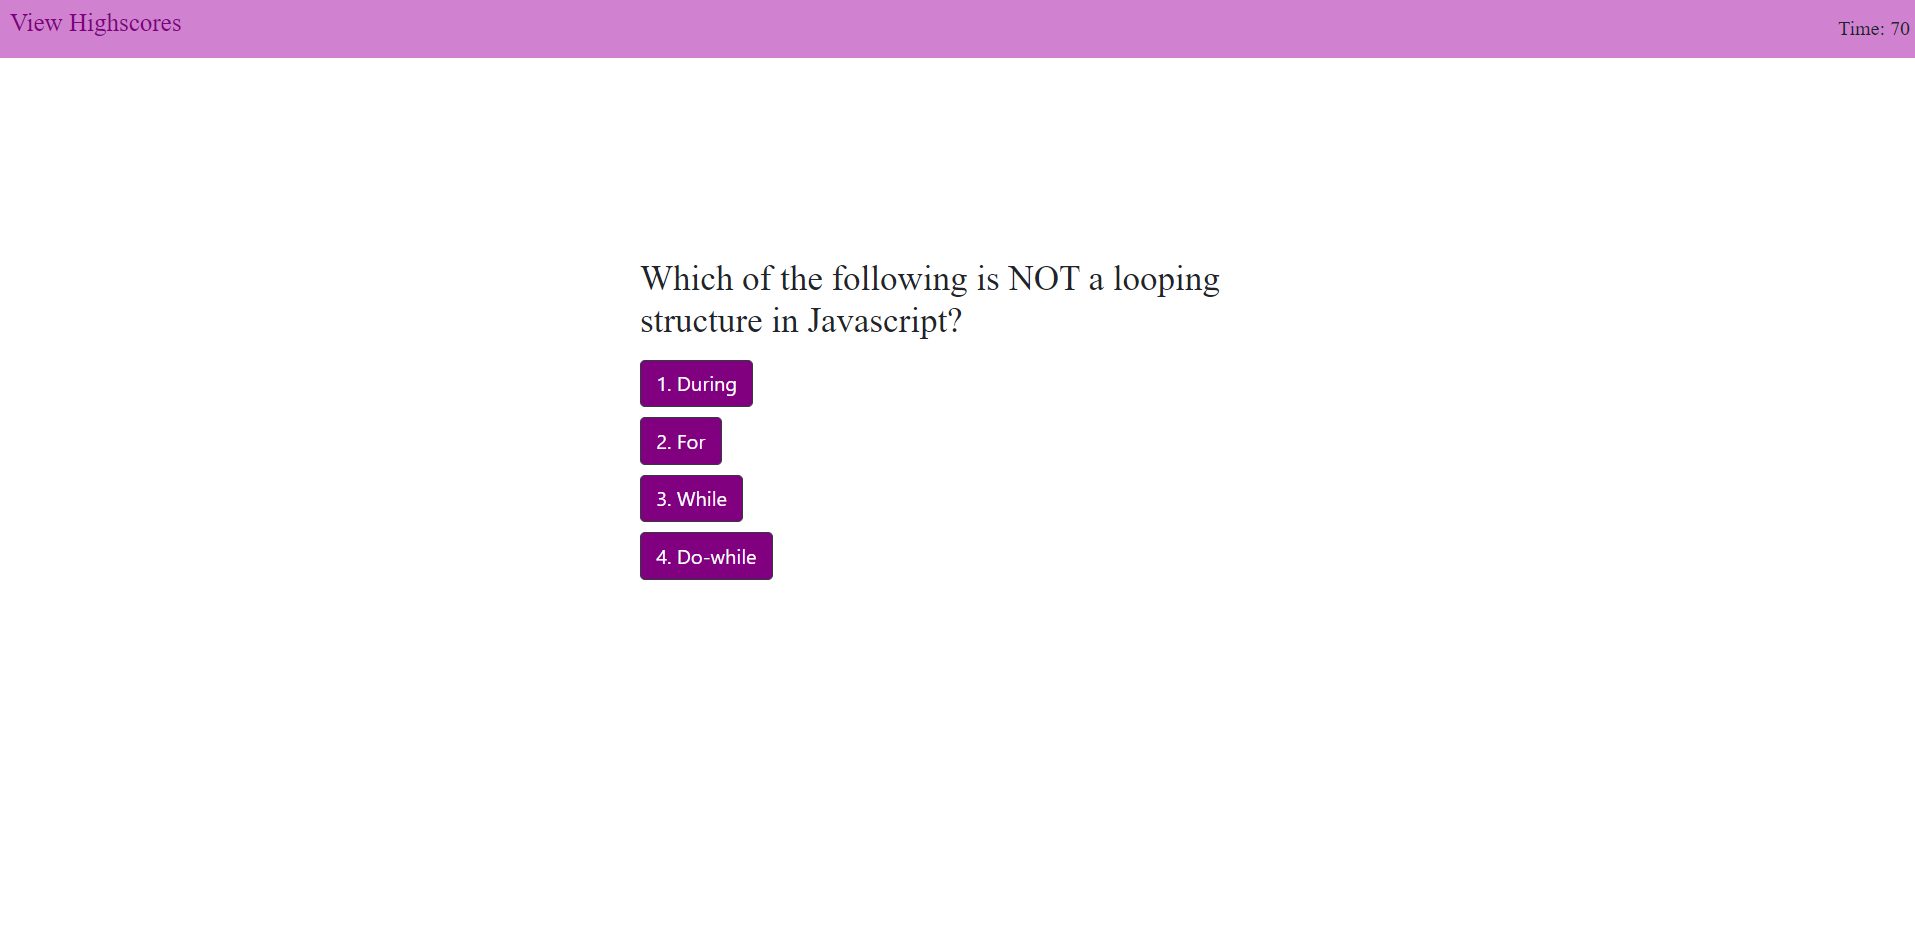 View Highscores
Time: 70
Which of the following is NOT a looping
structure in Javascript?
1. During
2. For
3. While
4. Do-while